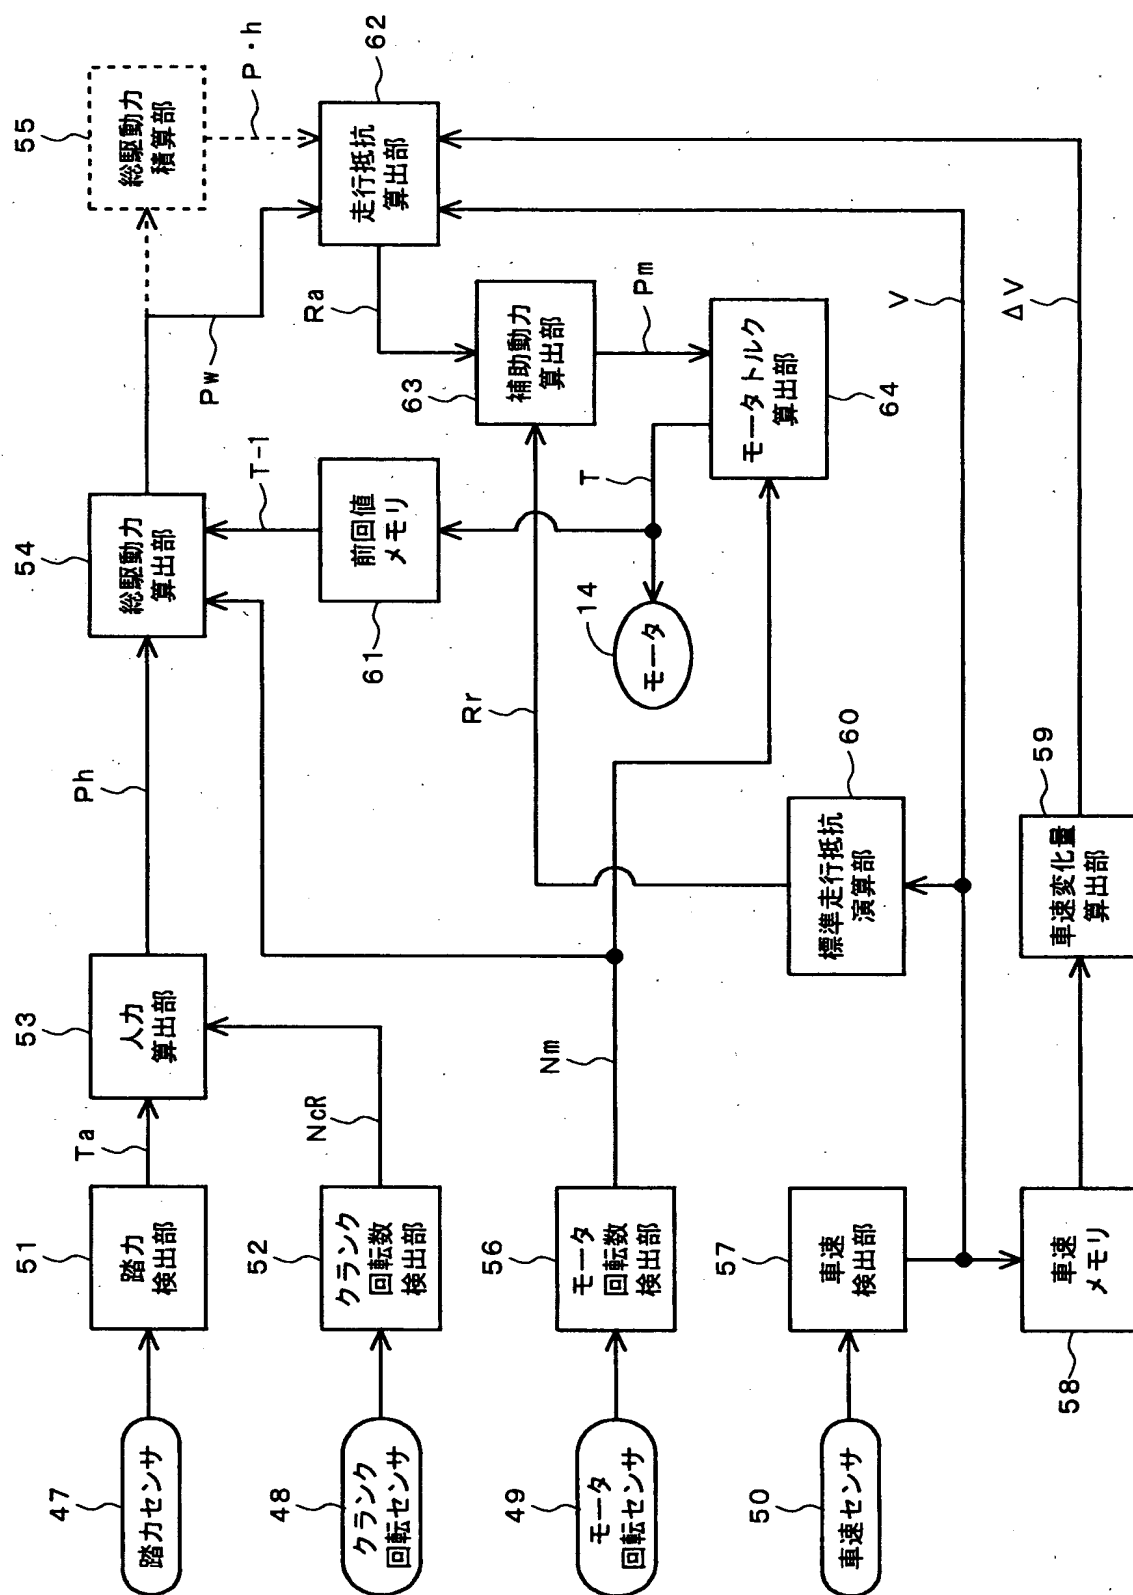 47
踏力センサ
51
踏力
検出部
Ta
53
人力
算出部
Ph
54
総駆動力
算出部
Pw
55
総駆動力
積算部
P・h
62
走行抵抗
算出部
48
クランク
回転センサ
52
クランク
回転数
検出部
NcR
T-1
前回値
メモリ
61
Ra
63
補助動力
算出部
Pm
Rr
T
14
モータ
モータトルク
算出部
64
49
モータ
回転センサ
56
モータ
回転数
検出部
Nm
50
車速センサ
57
車速
検出部
60
標準走行抵抗
演算部
V
車速
メモリ
58
59
車速変化量
算出部
ΔV